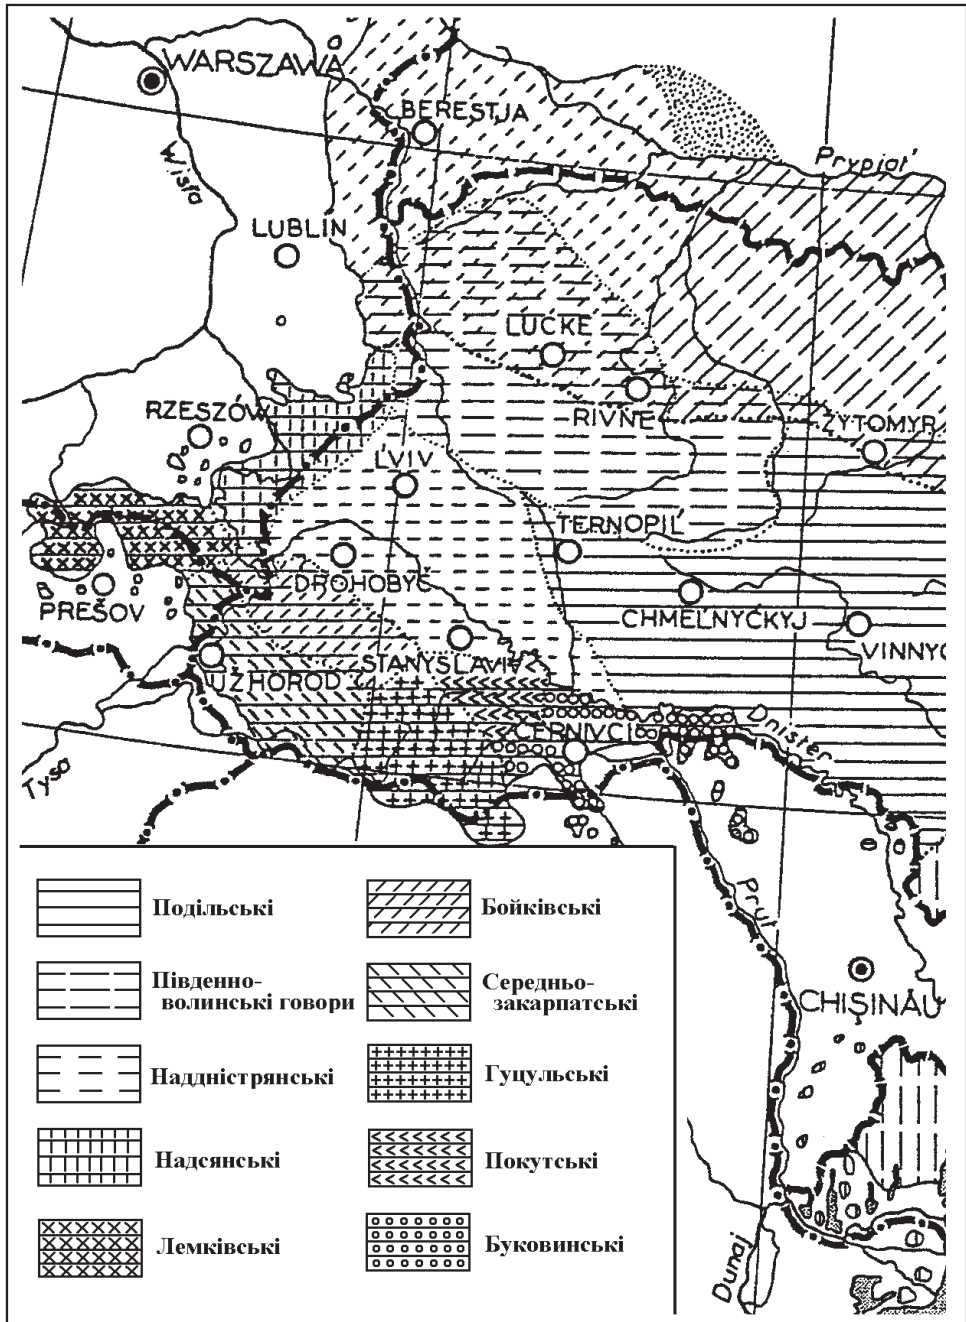 WARSZAWA
BERESTJA
Prypjat'
Wisła
LUBLIN
LUCKE
RIVNE
ŽYTOMYR
RZESZÓW
LVIV
TERNOPIL'
DROHOBYČ
PREŠOV
CHMELNYCKYJ
VINNYC
STANYSLAVIV
UŽHOROD
ČERNIVCI
Dnister
Tysa
Prut
CHIŞINĂU
Dunaj
Подільські
Південно-
волинські говори
Наддністрянські
Надсянські
Лемківські
Бойківські
Середньо-
закарпатські
Гуцульські
Покутські
Буковинські